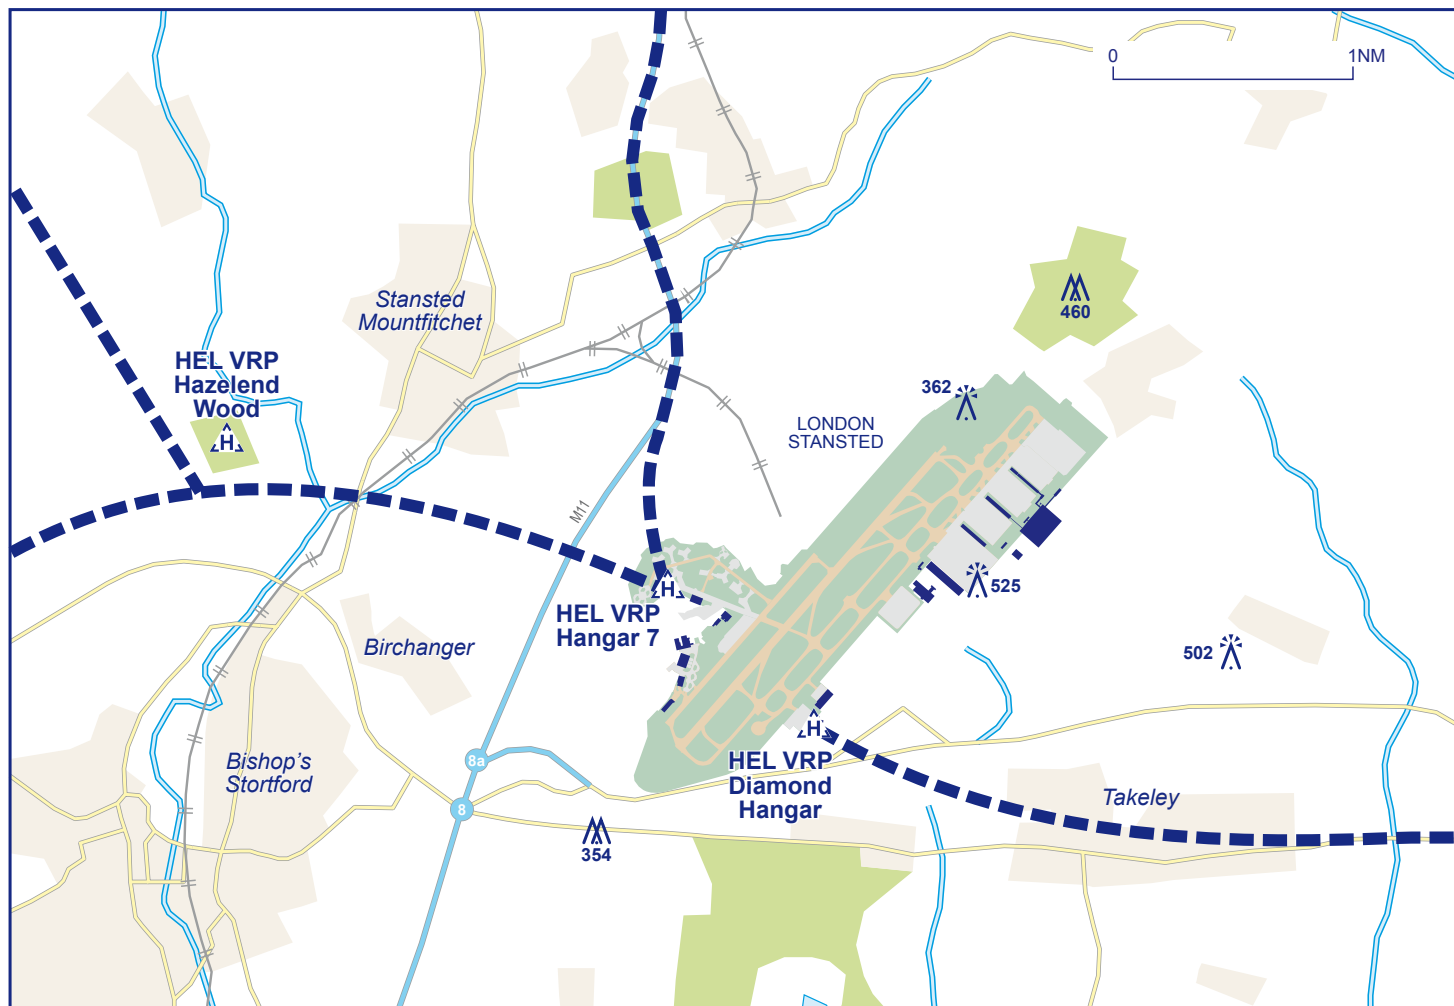 0
1NM
Stansted
Mountfitchet
460
HEL VRP
Hazelend
Wood
H
362
LONDON
STANSTED
M11
H
525
HEL VRP
Hangar 7
Birchanger
502
H
Bishop's
Stortford
8a
HEL VRP
Diamond
Hangar
Takeley
8
354